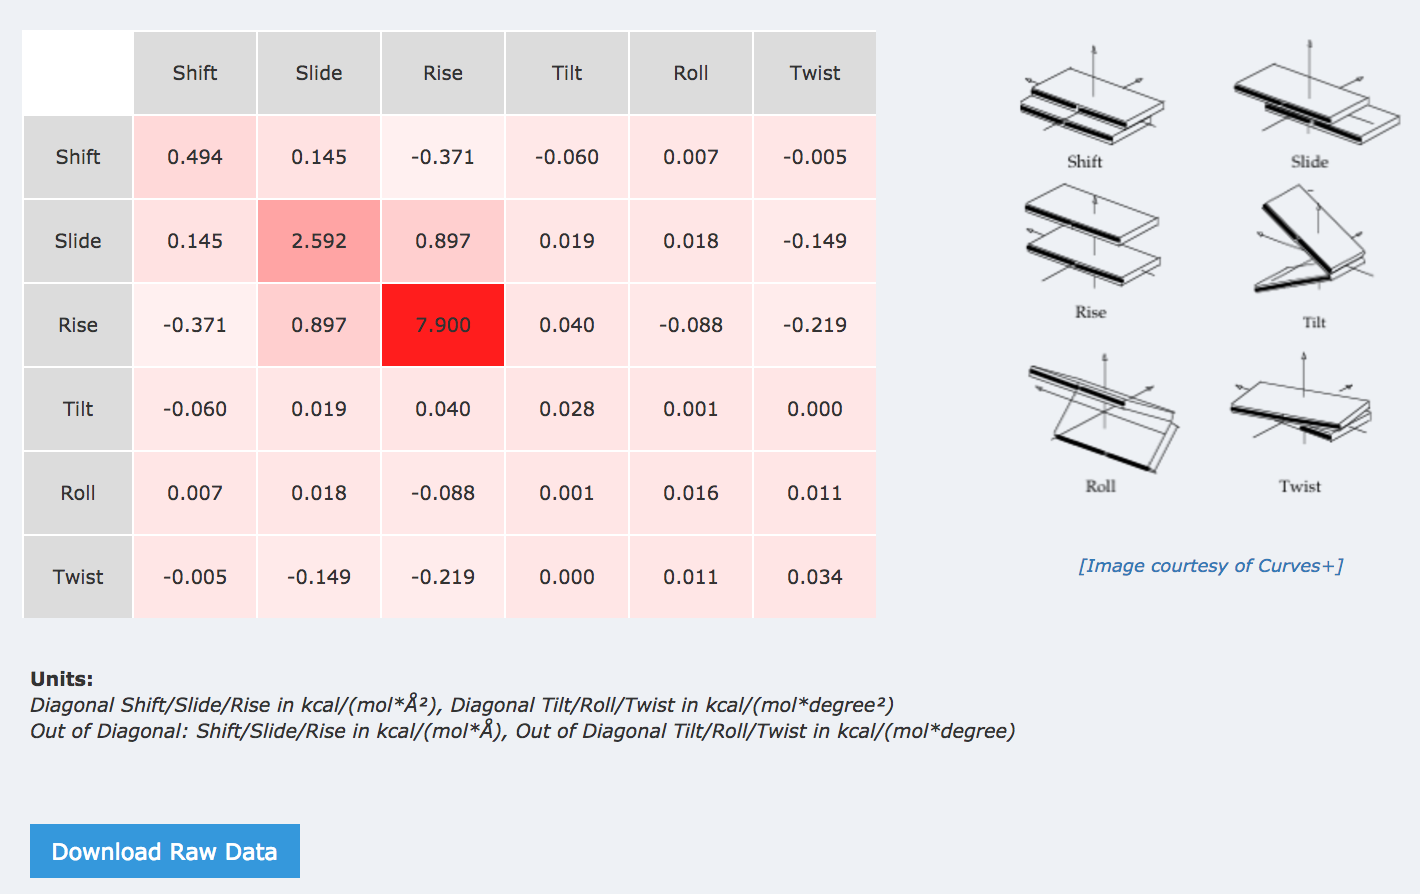 Shift Slide Rise Tilt Roll Twist
Shift 0.494 0.145 -0.371 -0.060 0.007 -0.005
Slide 0.145 2.592 0.897 0.019 0.018 -0.149
Rise -0.371 0.897 7.900 0.040 -0.088 -0.219
Tilt -0.060 0.019 0.040 0.028 0.001 0.000
Roll 0.007 0.018 -0.088 0.001 0.016 0.011
Twist -0.005 -0.149 -0.219 0.000 0.011 0.034
Shift Slide
Rise Tilt
Roll Twist
[Image courtesy of Curves+]
Units:
Diagonal Shift/Slide/Rise in kcal/(mol*Å²), Diagonal Tilt/Roll/Twist in kcal/(mol*degree²)
Out of Diagonal: Shift/Slide/Rise in kcal/(mol*Å), Out of Diagonal Tilt/Roll/Twist in kcal/(mol*degree)
Download Raw Data